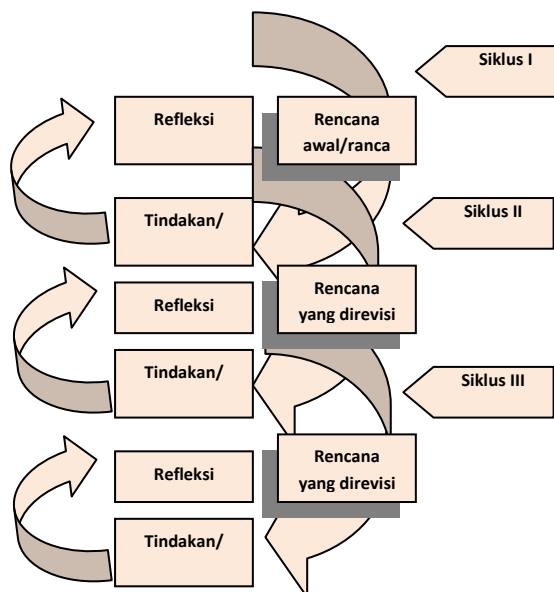 Siklus I
Refleksi
Rencana
awal/ranca
Tindakan/
Siklus II
Refleksi
Rencana
yang direvisi
Tindakan/
Siklus III
Refleksi
Rencana
yang direvisi
Tindakan/